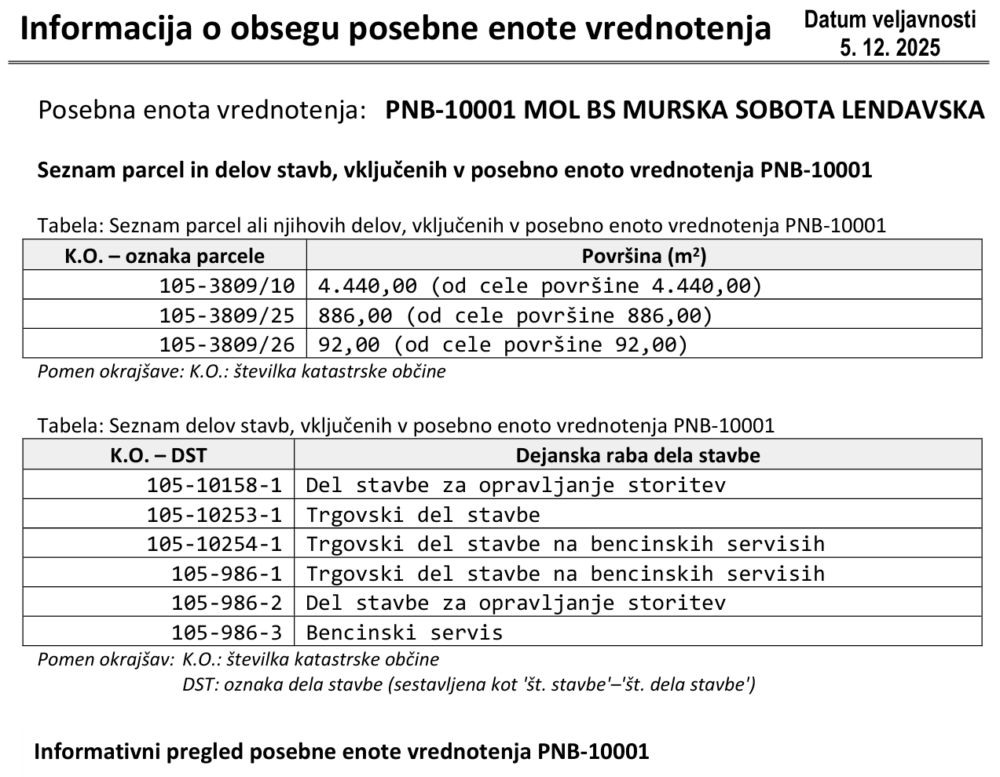 Informacija o obsegu posebne enote vrednotenja
Datum veljavnosti
5. 12. 2025
Posebna enota vrednotenja: PNB-10001 MOL BS MURSKA SOBOTA LENDAVSKA
Seznam parcel in delov stavb, vključenih v posebno enoto vrednotenja PNB-10001
Tabela: Seznam parcel ali njihovih delov, vključenih v posebno enoto vrednotenja PNB-10001
K.O. – oznaka parcele Površina (m²)
105-3809/10 4.440,00 (od cele površine 4.440,00)
105-3809/25 886,00 (od cele površine 886,00)
105-3809/26 92,00 (od cele površine 92,00)
Pomen okrajšave: K.O.: številka katastrske občine
Tabela: Seznam delov stavb, vključenih v posebno enoto vrednotenja PNB-10001
K.O. – DST Dejanska raba dela stavbe
105-10158-1 Del stavbe za opravljanje storitev
105-10253-1 Trgovski del stavbe
105-10254-1 Trgovski del stavbe na bencinskih servisih
105-986-1 Trgovski del stavbe na bencinskih servisih
105-986-2 Del stavbe za opravljanje storitev
105-986-3 Bencinski servis
Pomen okrajšav: K.O.: številka katastrske občine
DST: oznaka dela stavbe (sestavljena kot 'št. stavbe'–'št. dela stavbe')
Informativni pregled posebne enote vrednotenja PNB-10001